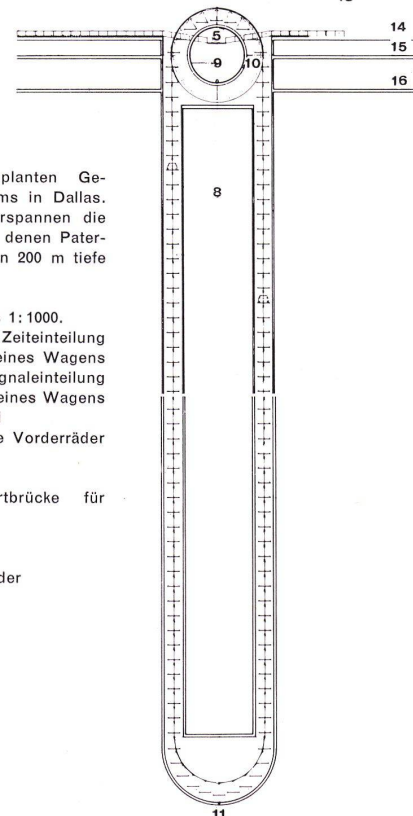 14
5
15
9
10
16
planten Ge-
ms in Dallas.
rspannen die
denen Pater-
n 200 m tiefe
8
1:1000.
Zeiteinteilung
eines Wagens
gnaleinteilung
eines Wagens
e Vorderräder
rtbrücke für
der
11